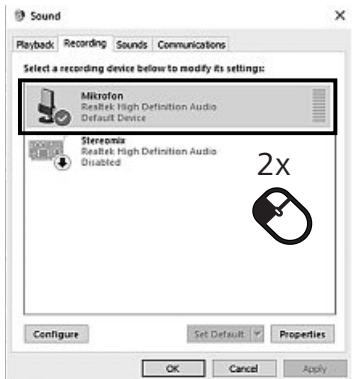 Sound
Playback Recording Sounds Communications
Select a recording device below to modify its settings:
Mikrofon
Realtek High Definition Audio
Default Device
Stereomix
Realtek High Definition Audio
Disabled
2x
Configure Set Default Properties
OK Cancel Apply